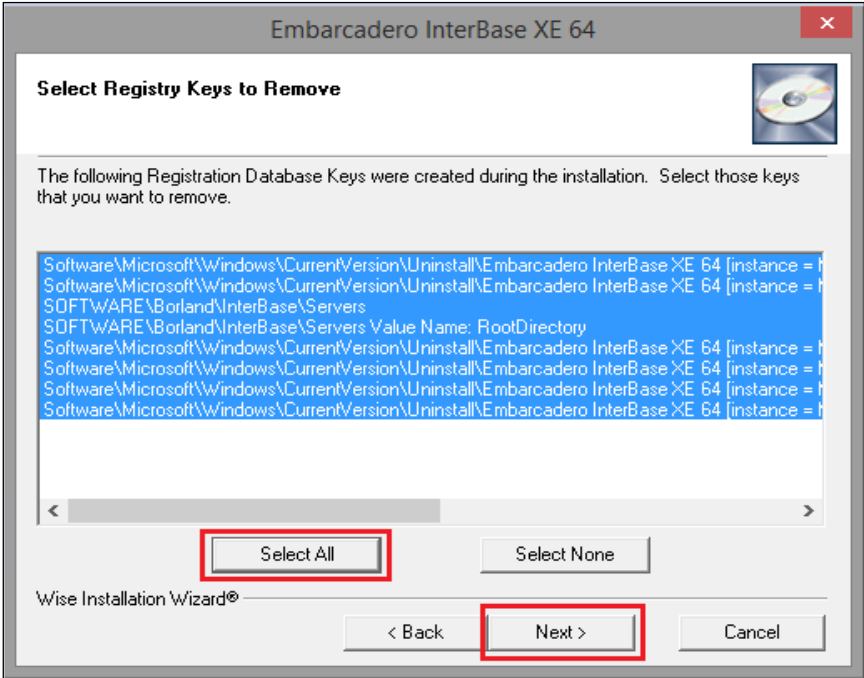 Embarcadero InterBase XE 64
Select Registry Keys to Remove
The following Registration Database Keys were created during the installation.  Select those keys
that you want to remove.
Software\Microsoft\Windows\CurrentVersion\Uninstall\Embarcadero InterBase XE 64 [instance =
Software\Microsoft\Windows\CurrentVersion\Uninstall\Embarcadero InterBase XE 64 [instance =
SOFTWARE\Borland\InterBase\Servers
SOFTWARE\Borland\InterBase\Servers Value Name: RootDirectory
Software\Microsoft\Windows\CurrentVersion\Uninstall\Embarcadero InterBase XE 64 [instance =
Software\Microsoft\Windows\CurrentVersion\Uninstall\Embarcadero InterBase XE 64 [instance =
Software\Microsoft\Windows\CurrentVersion\Uninstall\Embarcadero InterBase XE 64 [instance =
Software\Microsoft\Windows\CurrentVersion\Uninstall\Embarcadero InterBase XE 64 [instance =
Select All
Select None
Wise Installation Wizard®
< Back
Next >
Cancel